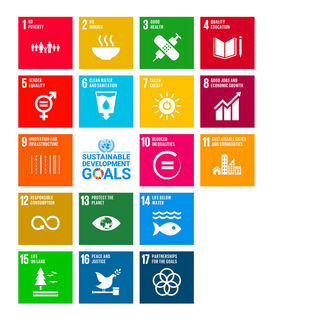 1 NO
POVERTY
2 NO
HUNGER
3 GOOD
HEALTH
4 QUALITY
EDUCATION
5 GENDER
EQUALITY
6 CLEAN WATER
AND SANITATION
7 CLEAN
ENERGY
8 GOOD JOBS AND
ECONOMIC GROWTH
9 INNOVATION AND
INFRASTRUCTURE
SUSTAINABLE
DEVELOPMENT
GOALS
10 REDUCED
INEQUALITIES
11 SUSTAINABLE CITIES
AND COMMUNITIES
12 RESPONSIBLE
CONSUMPTION
13 PROTECT THE
PLANET
14 LIFE BELOW
WATER
15 LIFE
ON LAND
16 PEACE AND
JUSTICE
17 PARTNERSHIPS
FOR THE GOALS